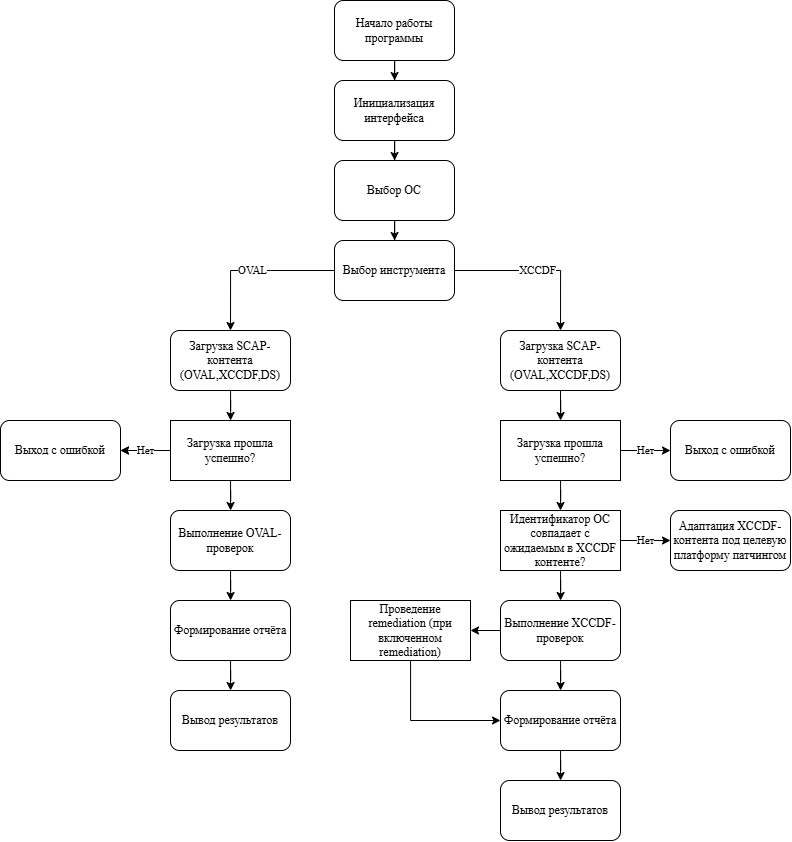 Начало работы
программы
Инициализация
интерфейса
Выбор ОС
Выбор инструмента
OVAL
XCCDF
Загрузка SCAP-
контента
(OVAL,XCCDF,DS)
Загрузка SCAP-
контента
(OVAL,XCCDF,DS)
Выход с ошибкой
Нет
Загрузка прошла
успешно?
Загрузка прошла
успешно?
Нет
Выход с ошибкой
Выполнение OVAL-
проверок
Идентификатор ОС
совпадает с
ожидаемым в XCCDF
контенте?
Нет
Адаптация XCCDF-
контента под целевую
платформу патчингом
Формирование отчёта
Проведение
remediation (при
включенном
remediation)
Выполнение XCCDF-
проверок
Вывод результатов
Формирование отчёта
Вывод результатов